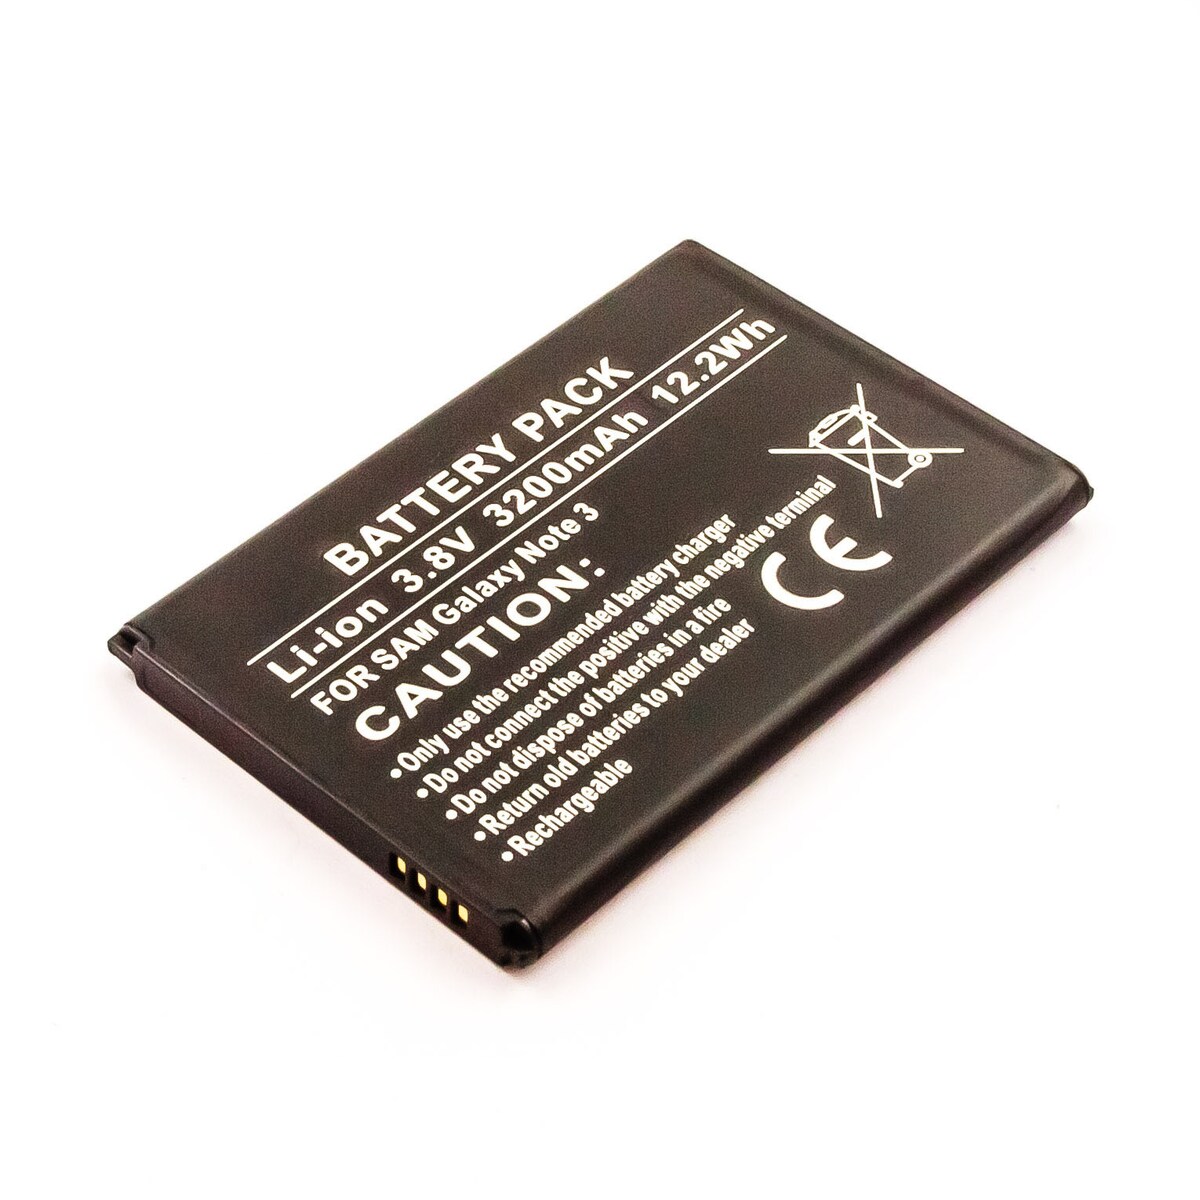 BATTERY PACK
Li-ion 3.8V 3200mAh 12.2Wh
FOR SAM Galaxy Note 3
CAUTION:
•Only use the recommended battery charger
•Do not connect the positive with the negative terminal
•Do not dispose of batteries in a fire
•Return old batteries to your dealer
•Rechargeable
CE